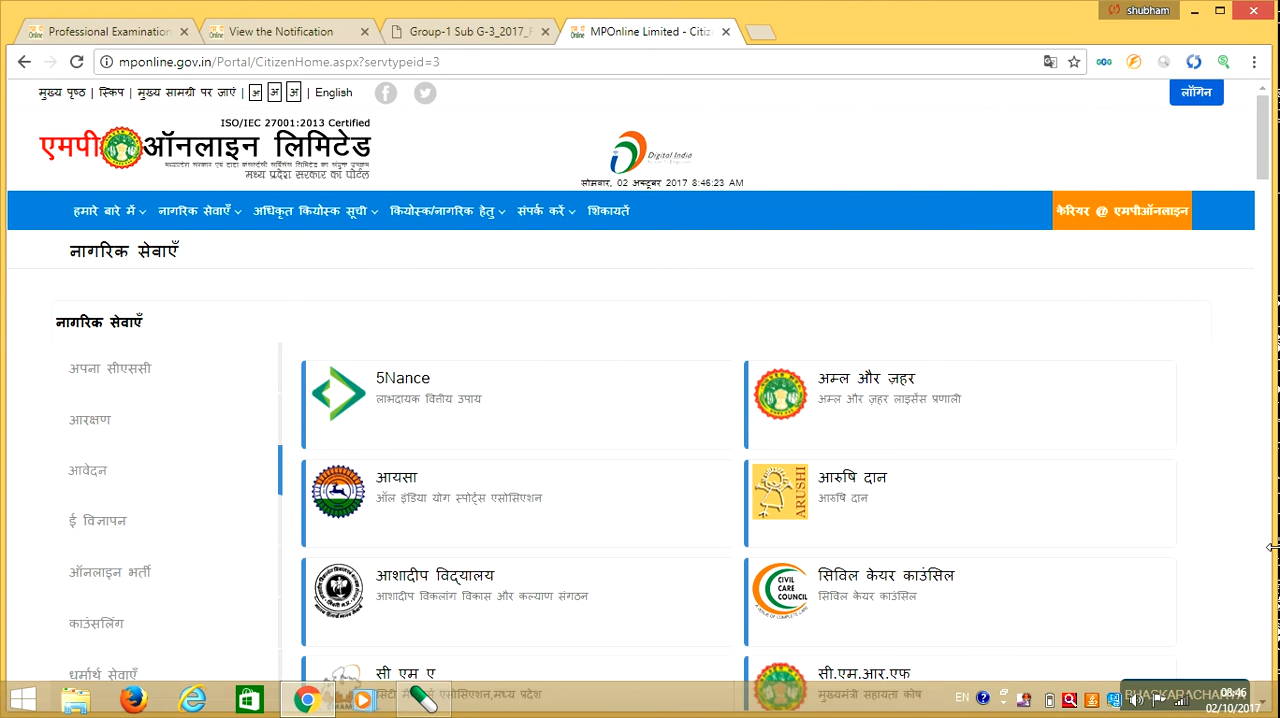 shubham
Professional Examination
View the Notification
Group-1 Sub G-3_2017_
MPOnline Limited - Citiz
mponline.gov.in/Portal/CitizenHome.aspx?servtypeid=3
मुख्य पृष्ठ | स्किप | मुख्य सामग्री पर जाएं | अ अ अ | English
लॉगिन
ISO/IEC 27001:2013 Certified
एमपी ऑनलाइन लिमिटेड
मध्य प्रदेश सरकार का पोर्टल
Digital India
सोमवार, 02 अक्टूबर 2017 8:46:23 AM
हमारे बारे में नागरिक सेवाएँ अधिकृत कियोस्क सूची कियोस्क/नागरिक हेतु संपर्क करें शिकायतें
केरियर @ एमपीऑनलाइन
नागरिक सेवाएँ
नागरिक सेवाएँ
अपना सीएससी
आरक्षण
आवेदन
ई विज्ञापन
ऑनलाइन भर्ती
काउंसलिंग
धर्मार्थ सेवाएँ
5Nance
लाभदायक वित्तीय उपाय
अम्ल और ज़हर
अम्ल और ज़हर लाइसेंस प्रणाली
आयसा
ऑल इंडिया योग स्पोर्ट्स एसोसिएशन
आरुषि दान
आरुषि दान
ARUSHI
आशादीप विद्यालय
आशादीप विकलांग विकास और कल्याण संगठन
CIVIL
CARE
COUNCIL
सिविल केयर काउंसिल
सिविल केयर काउंसिल
सी एम ए
एसोसिएशन,मध्य प्रदेश
सी.एम.आर.एफ
मुख्यमंत्री सहायता कोष
EN
BHASKARACHARYA
08:46
02/10/2017